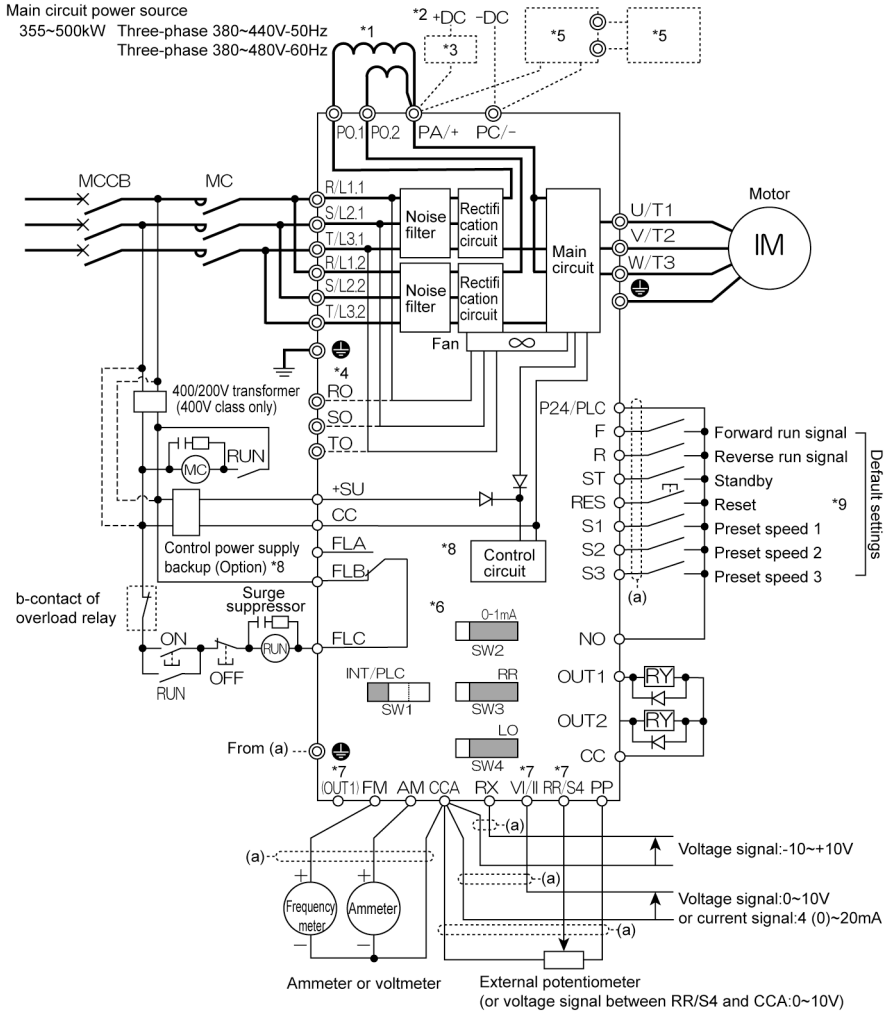 Main circuit power source
355~500kW Three-phase 380~440V-50Hz
Three-phase 380~480V-60Hz
*1
*2 +DC -DC
*3
*5
*5
PO.1 PO.2 PA/+ PC/-
MCCB
MC
R/L1.1
S/L2.1
T/L3.1
R/L1.2
S/L2.2
T/L3.2
Noise
filter
Rectifi
cation
circuit
Noise
filter
Rectifi
cation
circuit
Main
circuit
Fan
U/T1
V/T2
W/T3
Motor
IM
*4
RO
SO
TO
400/200V transformer
(400V class only)
MC
RUN
+SU
CC
Control power supply
backup (Option) *8
FLA
FLB
FLC
*8
Control
circuit
b-contact of
overload relay
Surge
suppressor
ON
OFF
RUN
RUN
P24/PLC
F
R
ST
RES
S1
S2
S3
(a)
Forward run signal
Reverse run signal
Standby
Reset
Preset speed 1
Preset speed 2
Preset speed 3
*9
Default settings
*6
0-1mA
SW2
INT/PLC
SW1
RR
SW3
LO
SW4
NO
OUT1
RY
OUT2
RY
CC
From (a)
*7
*7
*7
(OUT1) FM AM CCA RX VI/II RR/S4 PP
(a)
Voltage signal:-10~+10V
(a)
(a)
Voltage signal:0~10V
or current signal:4 (0)~20mA
(a)
+
+
Frequency
meter
Ammeter
−
−
Ammeter or voltmeter
External potentiometer
(or voltage signal between RR/S4 and CCA:0~10V)